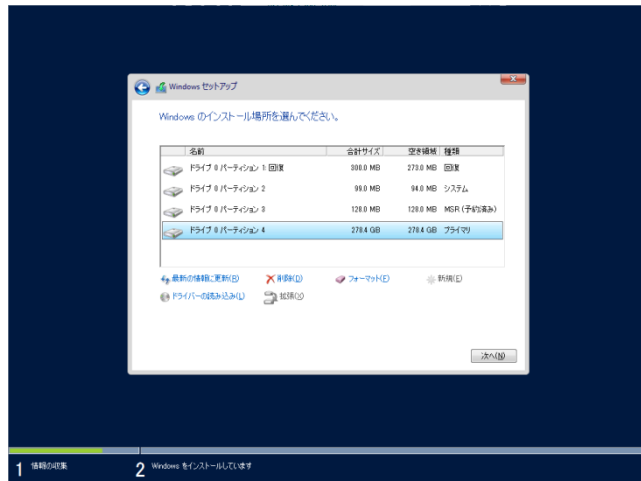 Windows セットアップ
Windows のインストール場所を選んでください。
名前 合計サイズ 空き領域 種類
ドライブ 0 パーティション 1: 回復 300.0 MB 273.0 MB 回復
ドライブ 0 パーティション 2 99.0 MB 94.0 MB システム
ドライブ 0 パーティション 3 128.0 MB 128.0 MB MSR (予約済み)
ドライブ 0 パーティション 4 278.4 GB 278.4 GB プライマリ
最新の情報に更新(R) 削除(D) フォーマット(F) 新規(E)
ドライバーの読み込み(L) 拡張(X)
次へ(N)
1 情報の収集 2 Windows をインストールしています